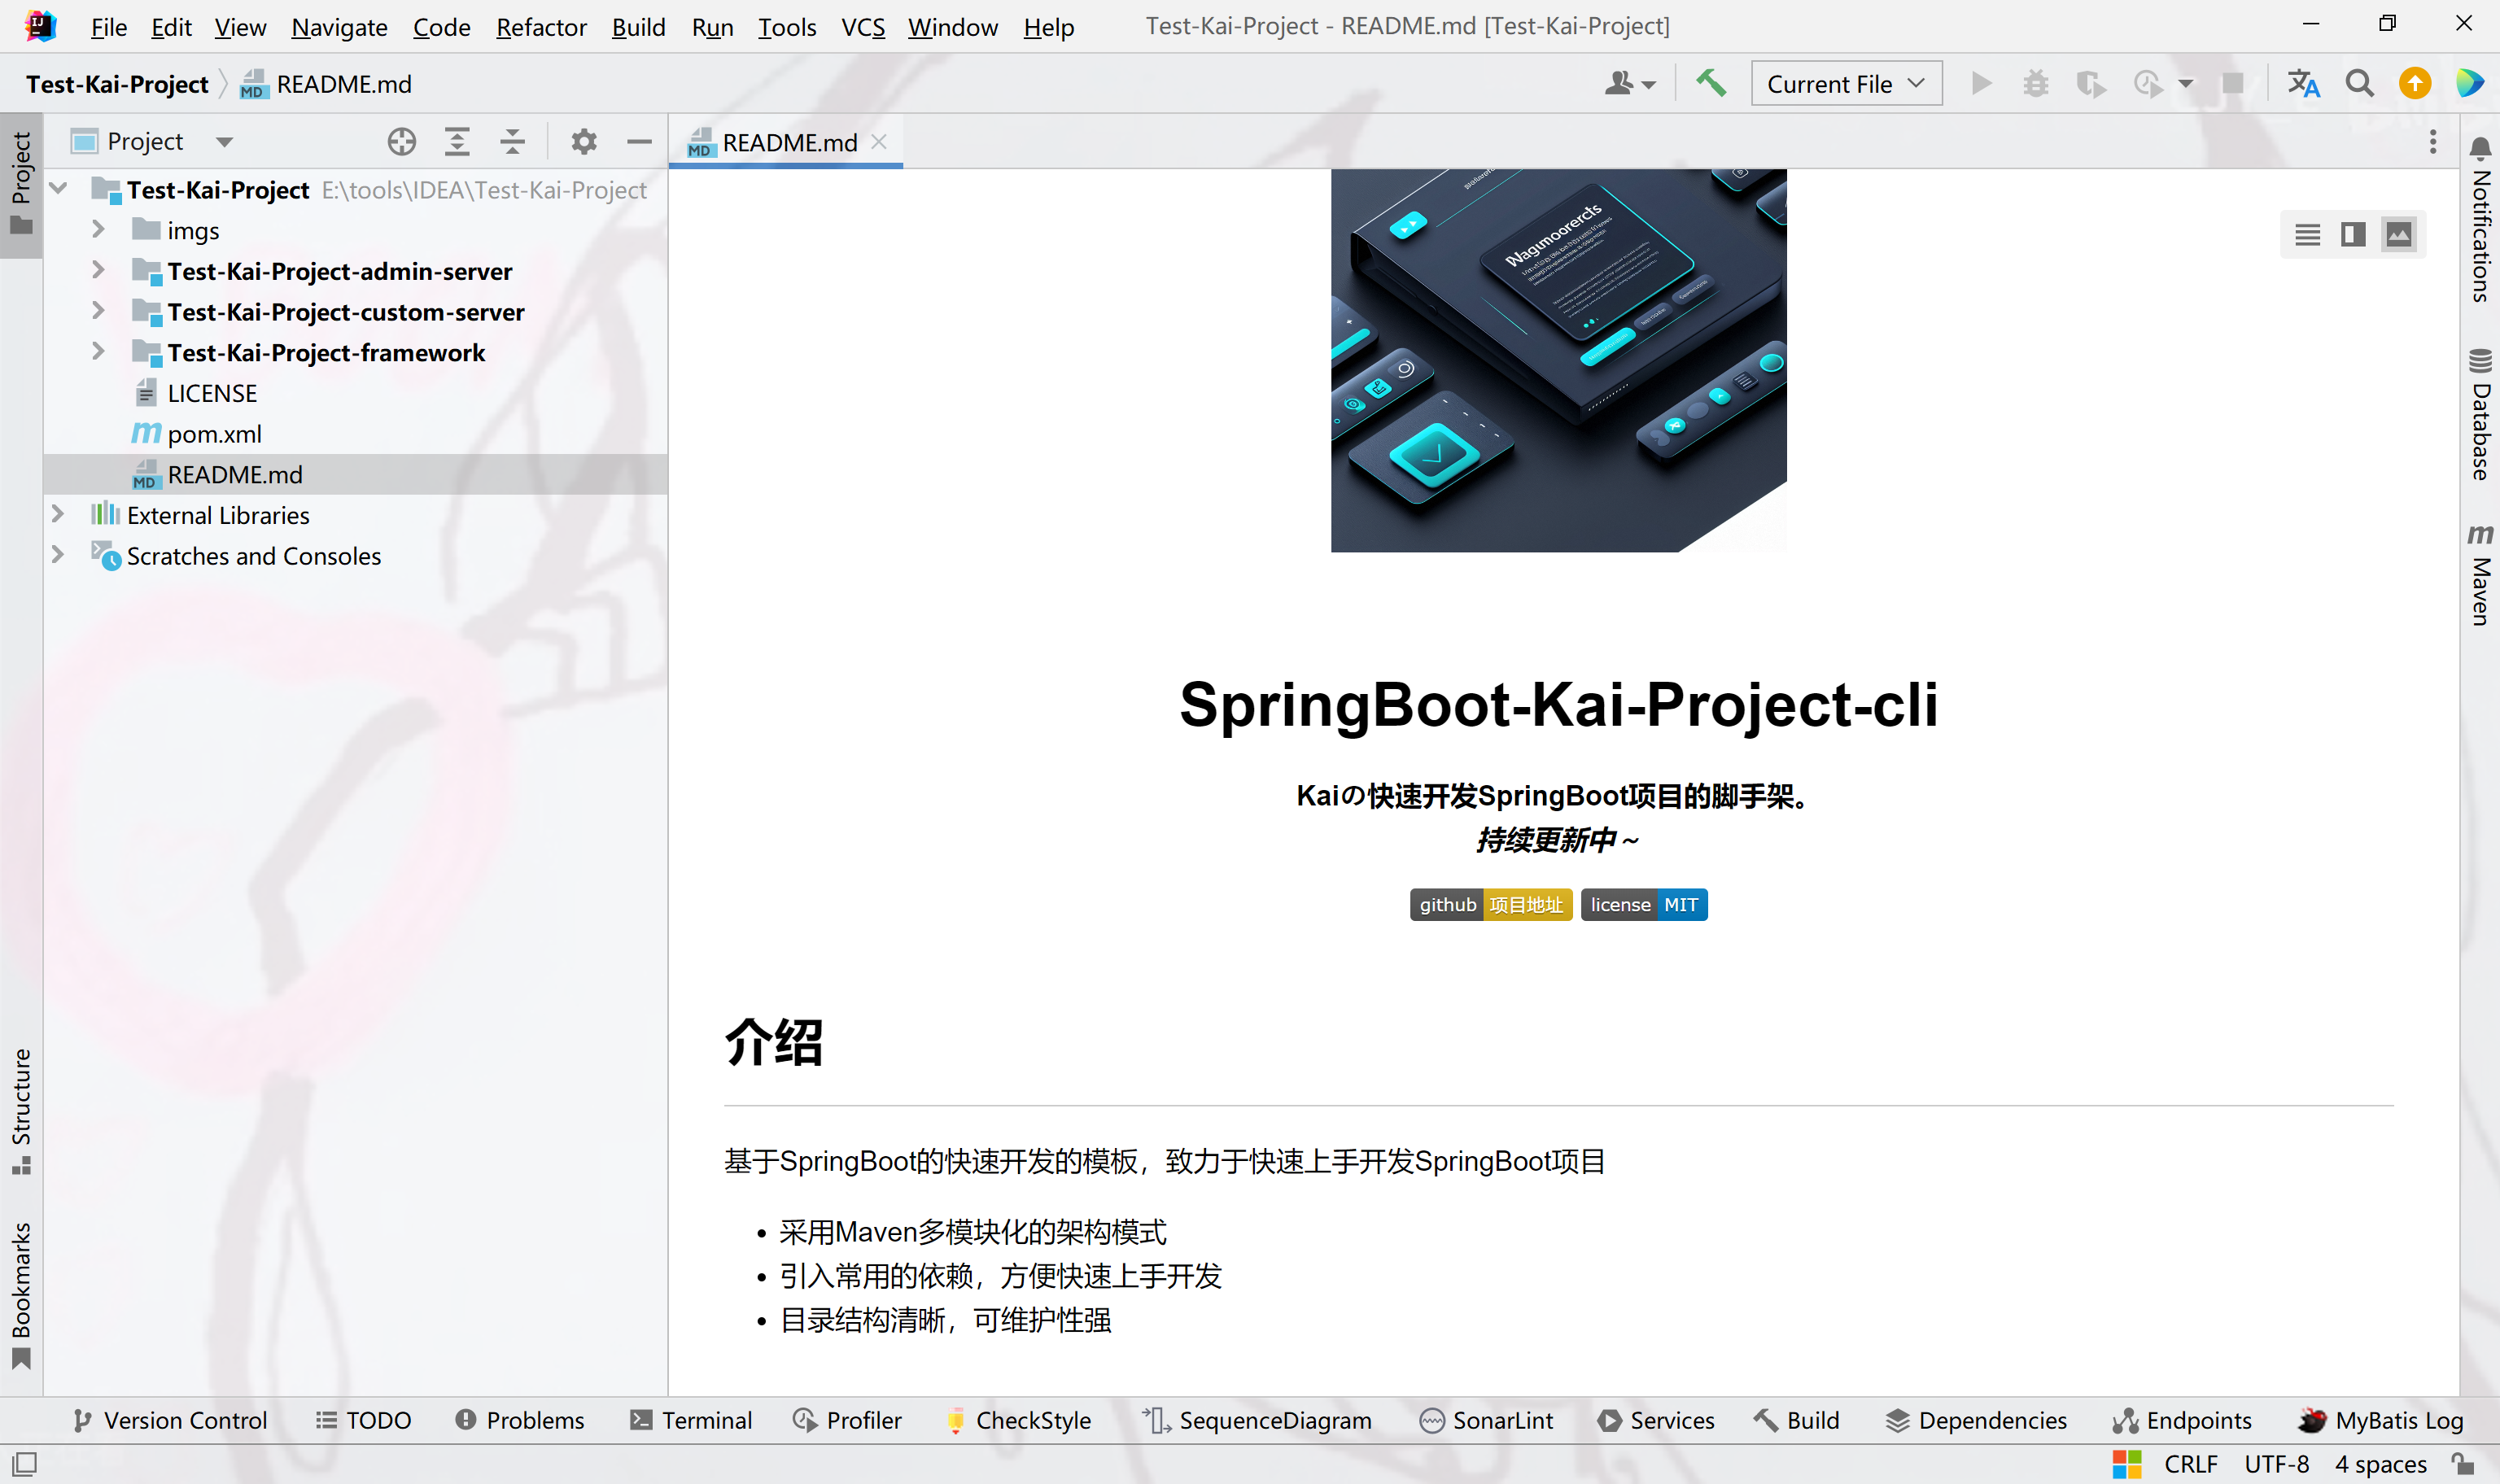 File Edit View Navigate Code Refactor Build Run Tools VCS Window Help Test-Kai-Project - README.md [Test-Kai-Project]
Test-Kai-Project README.md Current File
Project README.md
Project
Test-Kai-Project E:\tools\IDEA\Test-Kai-Project
imgs
Test-Kai-Project-admin-server
Test-Kai-Project-custom-server
Test-Kai-Project-framework
LICENSE
pom.xml
README.md
External Libraries
Scratches and Consoles
Structure
Bookmarks
SpringBoot-Kai-Project-cli
Kaiの快速开发SpringBoot项目的脚手架。
持续更新中～
github 项目地址 license MIT
介绍
基于SpringBoot的快速开发的模板，致力于快速上手开发SpringBoot项目
• 采用Maven多模块化的架构模式
• 引入常用的依赖，方便快速上手开发
• 目录结构清晰，可维护性强
Notifications
Database
Maven
Version Control TODO Problems Terminal Profiler CheckStyle SequenceDiagram SonarLint Services Build Dependencies Endpoints MyBatis Log
CRLF UTF-8 4 spaces